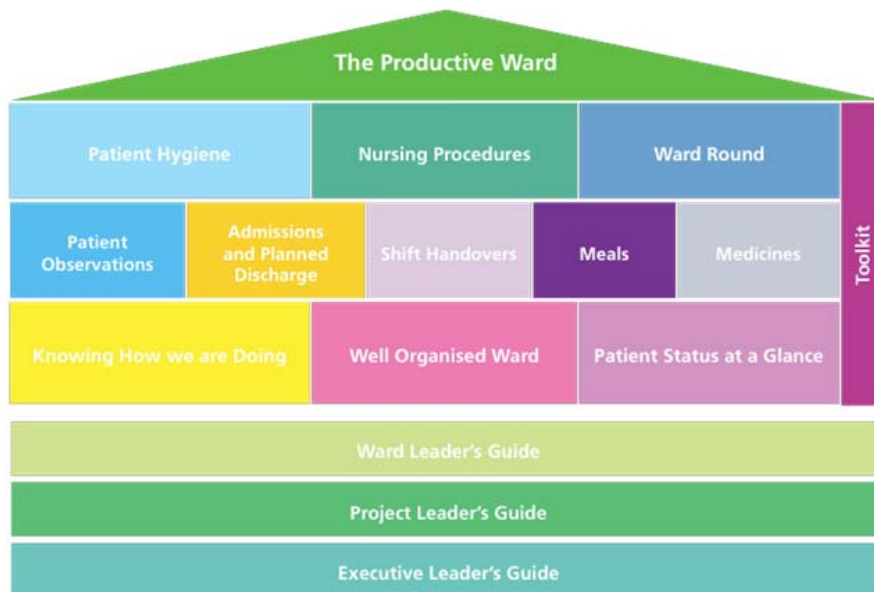 The Productive Ward
Patient Hygiene
Nursing Procedures
Ward Round
Toolkit
Patient
Observations
Admissions
and Planned
Discharge
Shift Handovers
Meals
Medicines
Knowing How we are Doing
Well Organised Ward
Patient Status at a Glance
Ward Leader's Guide
Project Leader's Guide
Executive Leader's Guide